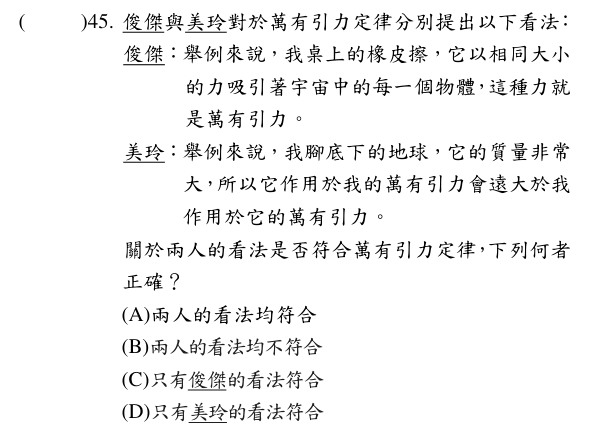 (　　)45. 俊傑與美玲對於萬有引力定律分別提出以下看法：
俊傑：舉例來說，我桌上的橡皮擦，它以相同大小
的力吸引著宇宙中的每一個物體，這種力就
是萬有引力。
美玲：舉例來說，我腳底下的地球，它的質量非常
大，所以它作用於我的萬有引力會遠大於我
作用於它的萬有引力。
關於兩人的看法是否符合萬有引力定律，下列何者
正確？
(A)兩人的看法均符合
(B)兩人的看法均不符合
(C)只有俊傑的看法符合
(D)只有美玲的看法符合